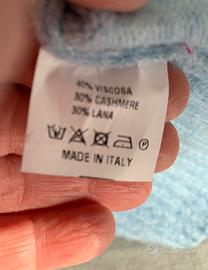 40% VISCOSA
30% CASHMERE
30% LANA
P
MADE IN ITALY